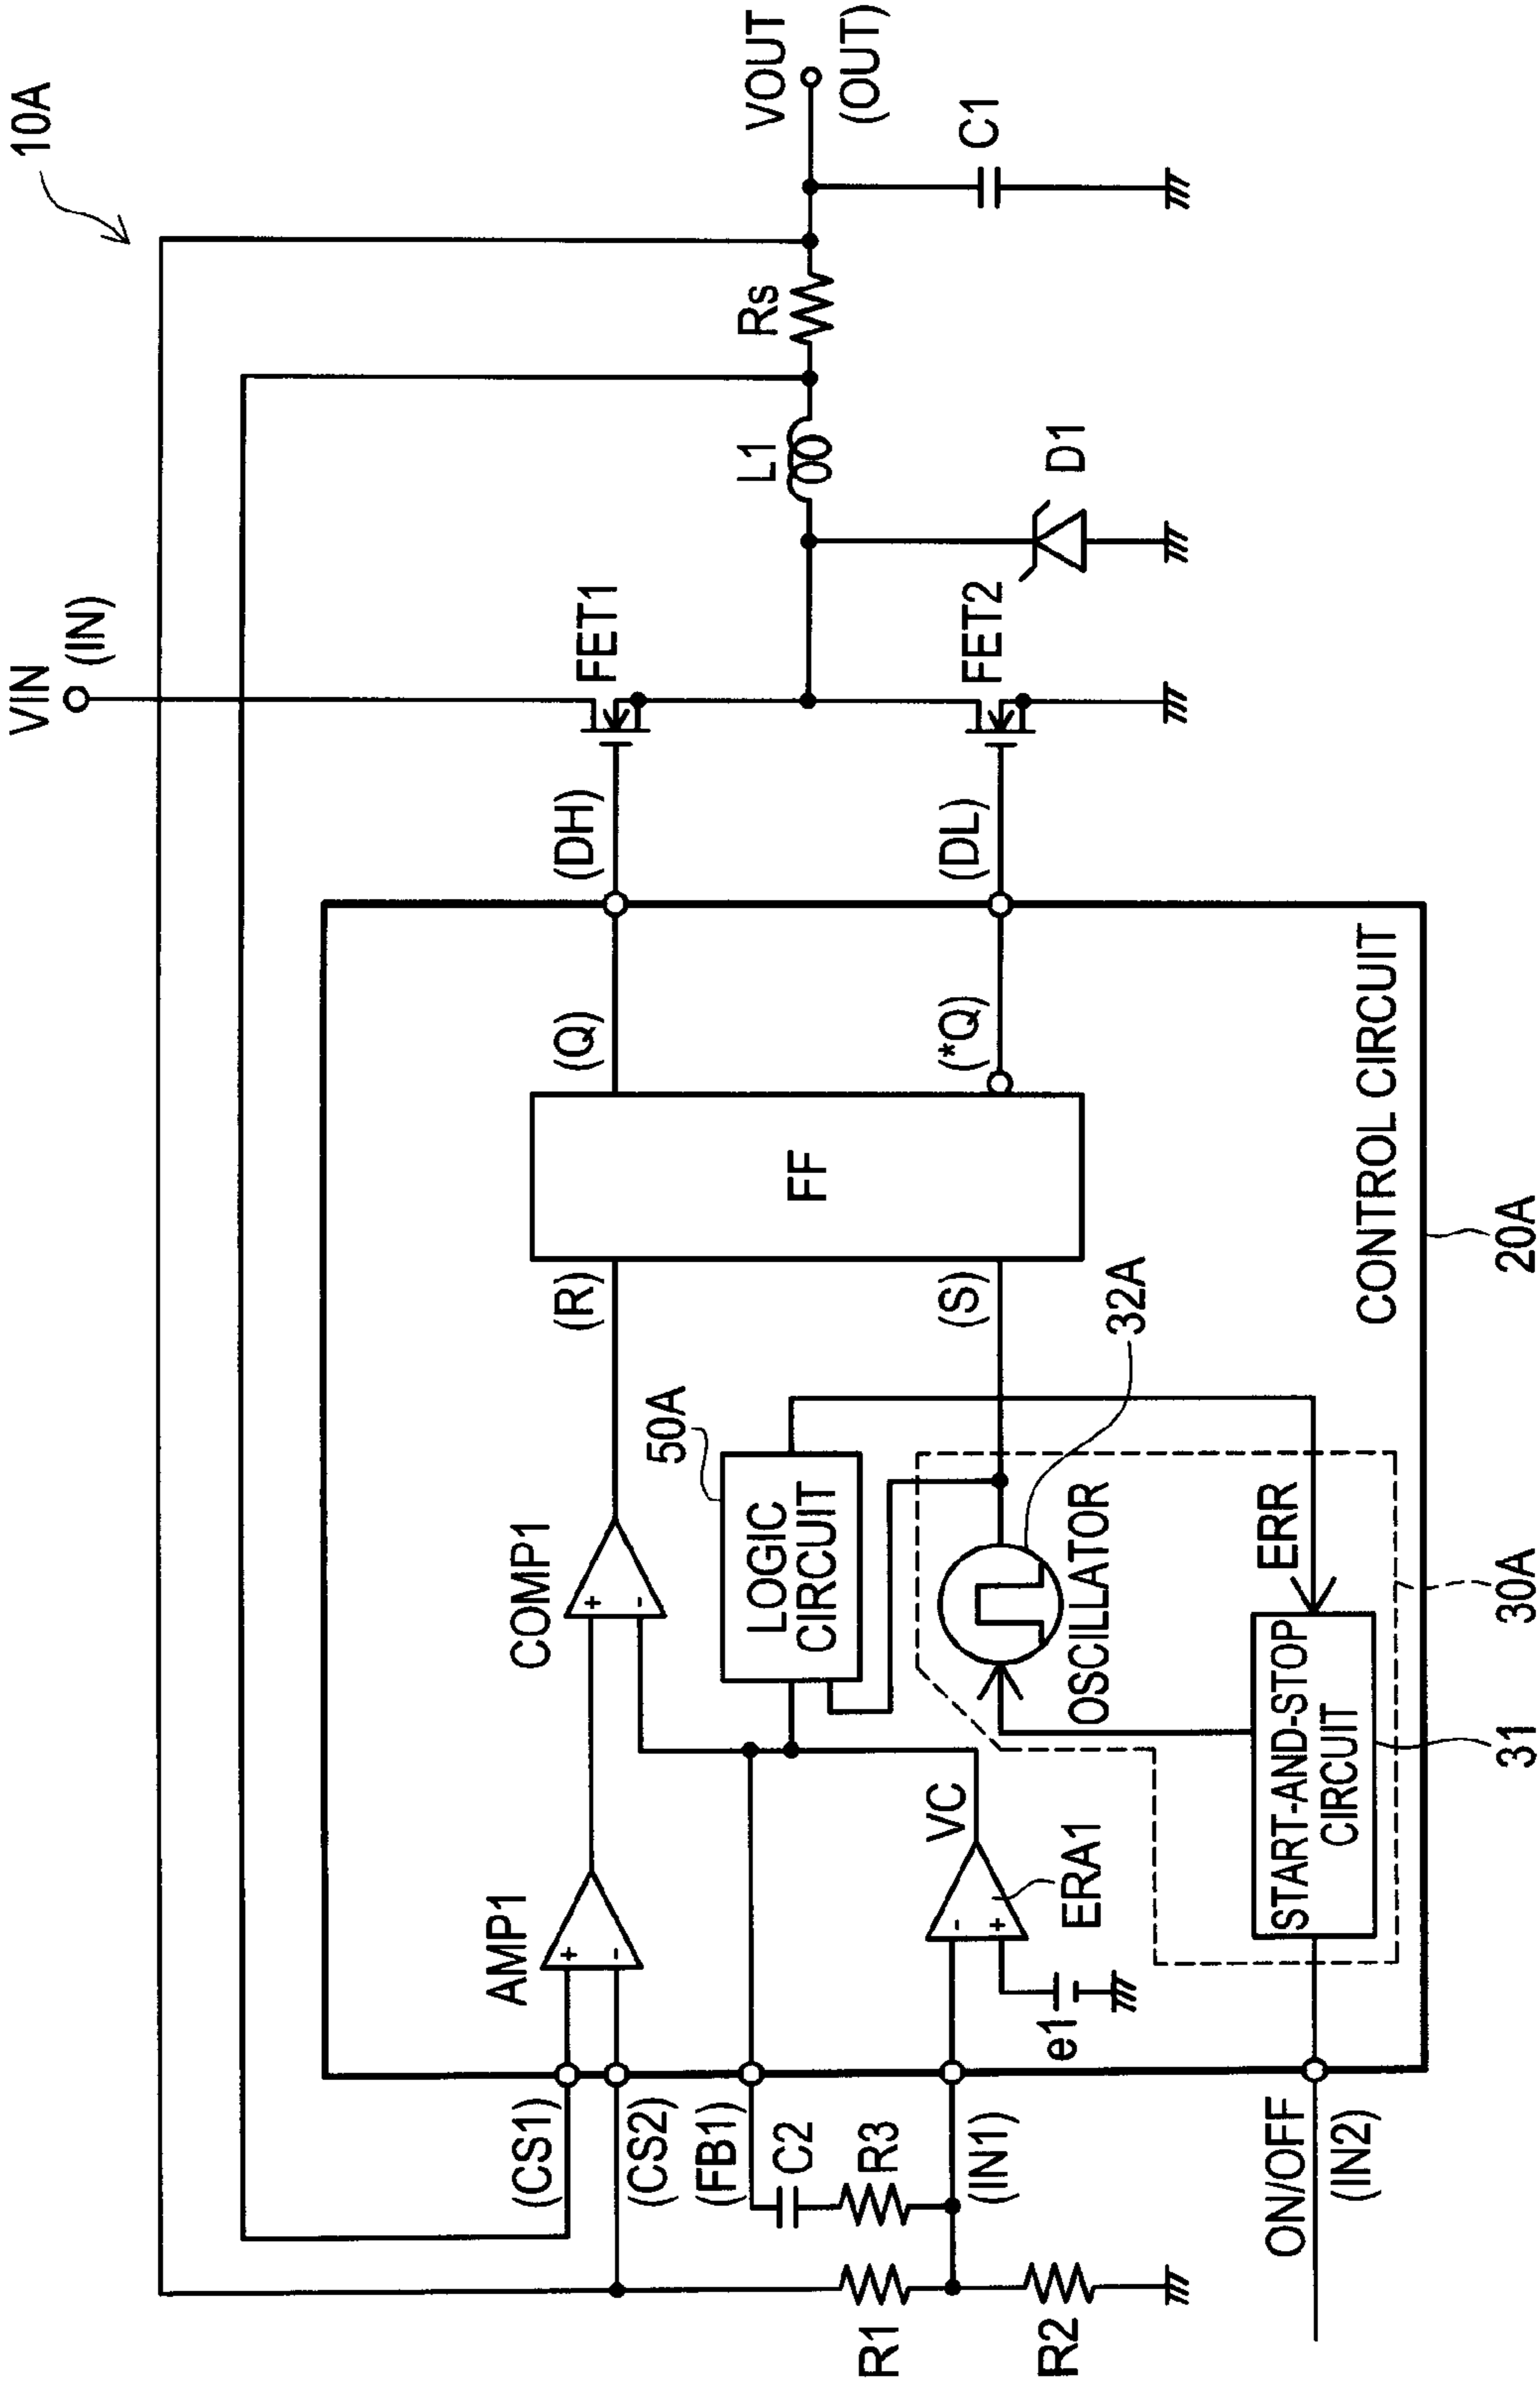 10A
VIN
(IN)
VOUT
(OUT)
C1
Rs
L1
D1
FET1
FET2
(DH)
(DL)
(Q)
(*Q)
FF
(R)
(S)
CONTROL CIRCUIT
20A
32A
50A
LOGIC
CIRCUIT
COMP1
+
-
OSCILLATOR
ERR
30A
START-AND-STOP
CIRCUIT
31
VC
ERA1
-
+
AMP1
+
-
e1
(CS1)
(CS2)
(FB1)
C2
R3
(IN1)
ON/OFF
(IN2)
R1
R2